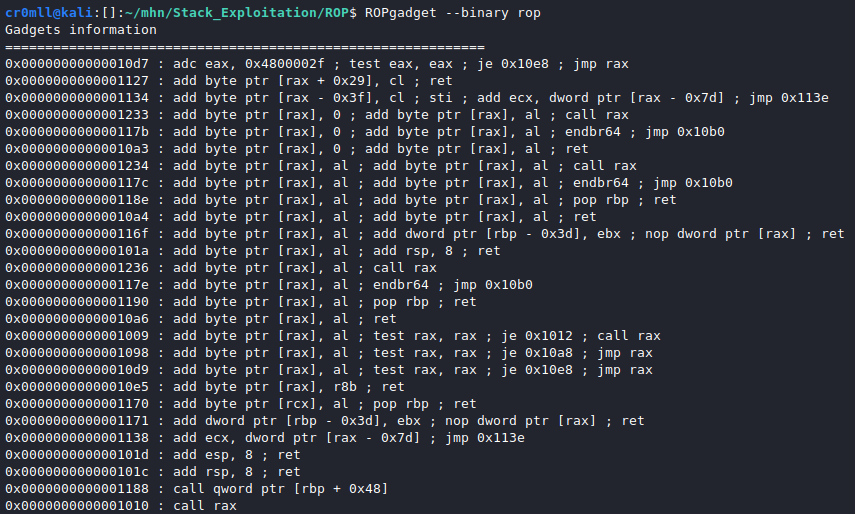 cr0mll@kali:[]:~/mhn/Stack_Exploitation/ROP$ ROPgadget --binary rop
Gadgets information
============================================================
0x00000000000010d7 : adc eax, 0x4800002f ; test eax, eax ; je 0x10e8 ; jmp rax
0x0000000000001127 : add byte ptr [rax + 0x29], cl ; ret
0x0000000000001134 : add byte ptr [rax - 0x3f], cl ; sti ; add ecx, dword ptr [rax - 0x7d] ; jmp 0x113e
0x0000000000001233 : add byte ptr [rax], 0 ; add byte ptr [rax], al ; call rax
0x000000000000117b : add byte ptr [rax], 0 ; add byte ptr [rax], al ; endbr64 ; jmp 0x10b0
0x00000000000010a3 : add byte ptr [rax], 0 ; add byte ptr [rax], al ; ret
0x0000000000001234 : add byte ptr [rax], al ; add byte ptr [rax], al ; call rax
0x000000000000117c : add byte ptr [rax], al ; add byte ptr [rax], al ; endbr64 ; jmp 0x10b0
0x000000000000118e : add byte ptr [rax], al ; add byte ptr [rax], al ; pop rbp ; ret
0x00000000000010a4 : add byte ptr [rax], al ; add byte ptr [rax], al ; ret
0x000000000000116f : add byte ptr [rax], al ; add dword ptr [rbp - 0x3d], ebx ; nop dword ptr [rax] ; ret
0x000000000000101a : add byte ptr [rax], al ; add rsp, 8 ; ret
0x0000000000001236 : add byte ptr [rax], al ; call rax
0x000000000000117e : add byte ptr [rax], al ; endbr64 ; jmp 0x10b0
0x0000000000001190 : add byte ptr [rax], al ; pop rbp ; ret
0x00000000000010a6 : add byte ptr [rax], al ; ret
0x0000000000001009 : add byte ptr [rax], al ; test rax, rax ; je 0x1012 ; call rax
0x0000000000001098 : add byte ptr [rax], al ; test rax, rax ; je 0x10a8 ; jmp rax
0x00000000000010d9 : add byte ptr [rax], al ; test rax, rax ; je 0x10e8 ; jmp rax
0x00000000000010e5 : add byte ptr [rax], r8b ; ret
0x0000000000001170 : add byte ptr [rcx], al ; pop rbp ; ret
0x0000000000001171 : add dword ptr [rbp - 0x3d], ebx ; nop dword ptr [rax] ; ret
0x0000000000001138 : add ecx, dword ptr [rax - 0x7d] ; jmp 0x113e
0x000000000000101d : add esp, 8 ; ret
0x000000000000101c : add rsp, 8 ; ret
0x0000000000001188 : call qword ptr [rbp + 0x48]
0x0000000000001010 : call rax